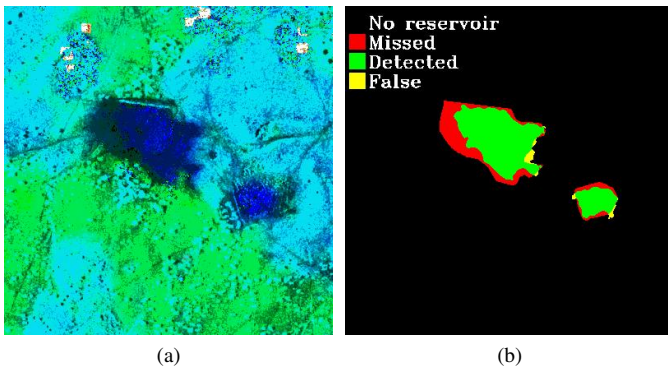 No reservoir
Missed
Detected
False
(a)
(b)